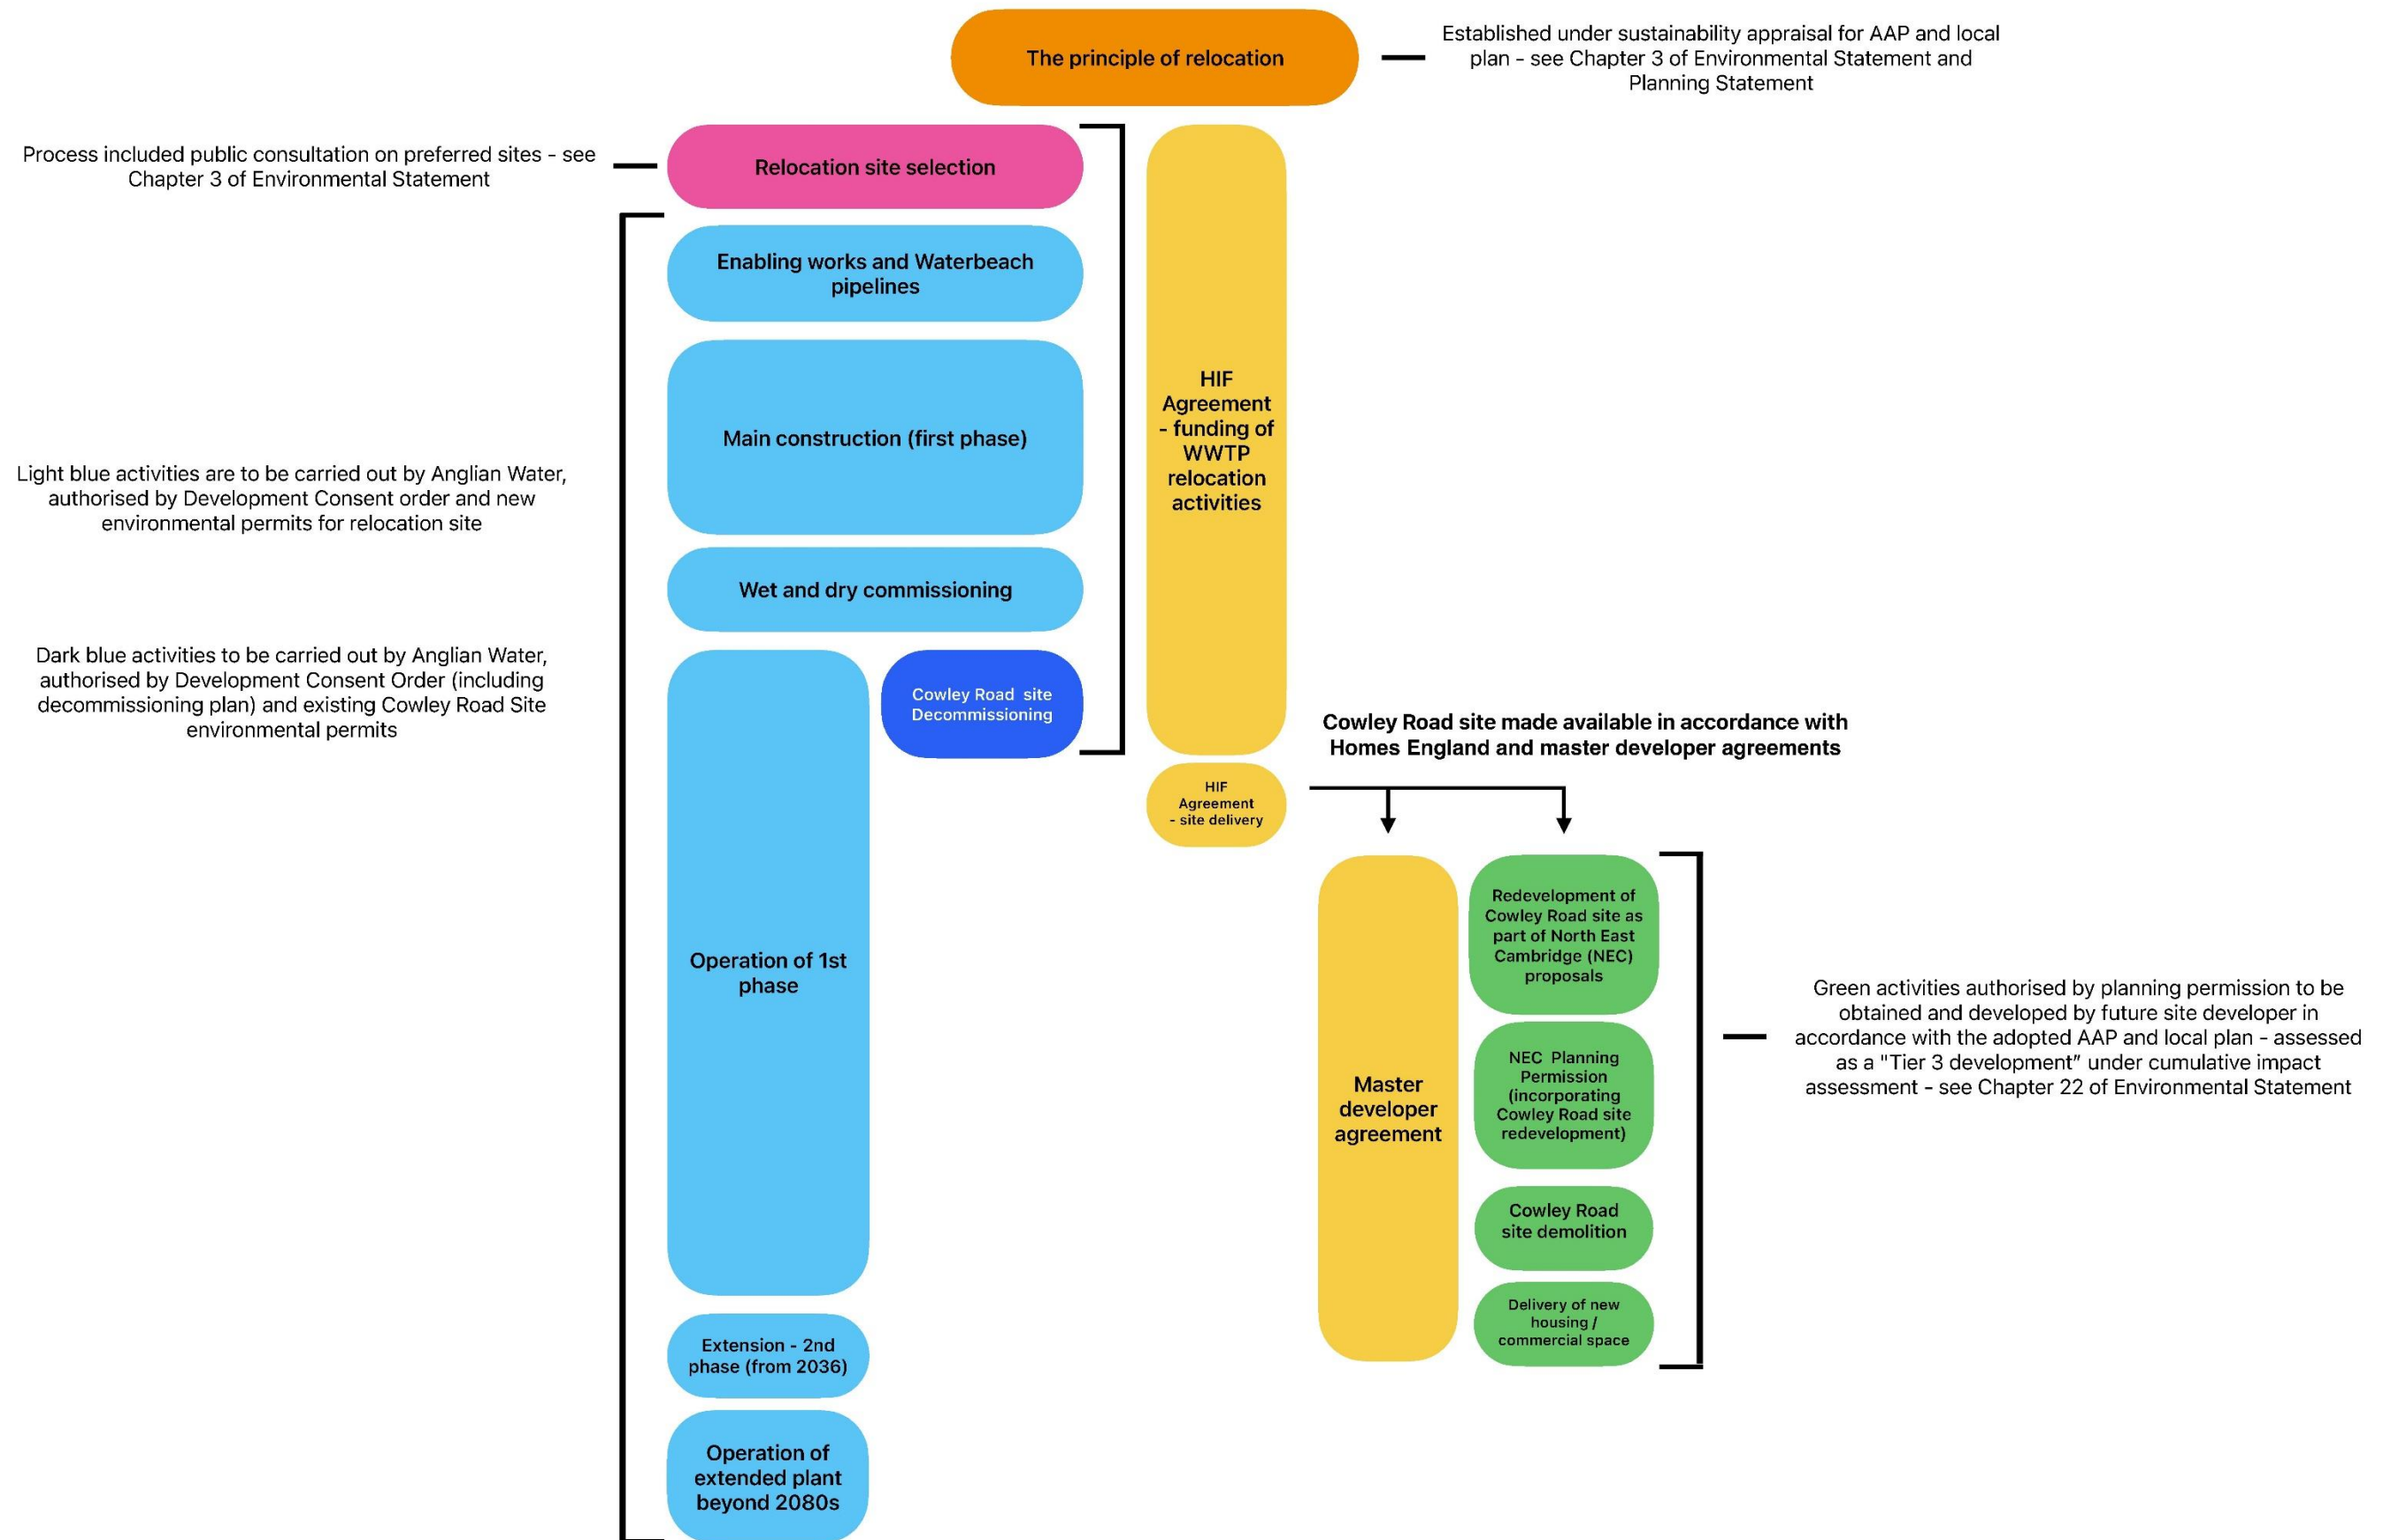 The principle of relocation
Established under sustainability appraisal for AAP and local
plan - see Chapter 3 of Environmental Statement and
Planning Statement
Process included public consultation on preferred sites - see
Chapter 3 of Environmental Statement
Relocation site selection
Enabling works and Waterbeach
pipelines
Main construction (first phase)
HIF
Agreement
- funding of
WWTP
relocation
activities
Light blue activities are to be carried out by Anglian Water,
authorised by Development Consent order and new
environmental permits for relocation site
Wet and dry commissioning
Dark blue activities to be carried out by Anglian Water,
authorised by Development Consent Order (including
decommissioning plan) and existing Cowley Road Site
environmental permits
Cowley Road site
Decommissioning
Cowley Road site made available in accordance with
Homes England and master developer agreements
HIF
Agreement
- site delivery
Operation of 1st
phase
Master
developer
agreement
Redevelopment of
Cowley Road site as
part of North East
Cambridge (NEC)
proposals
NEC Planning
Permission
(incorporating
Cowley Road site
redevelopment)
Cowley Road
site demolition
Delivery of new
housing /
commercial space
Green activities authorised by planning permission to be
obtained and developed by future site developer in
accordance with the adopted AAP and local plan - assessed
as a "Tier 3 development” under cumulative impact
assessment - see Chapter 22 of Environmental Statement
Extension - 2nd
phase (from 2036)
Operation of
extended plant
beyond 2080s